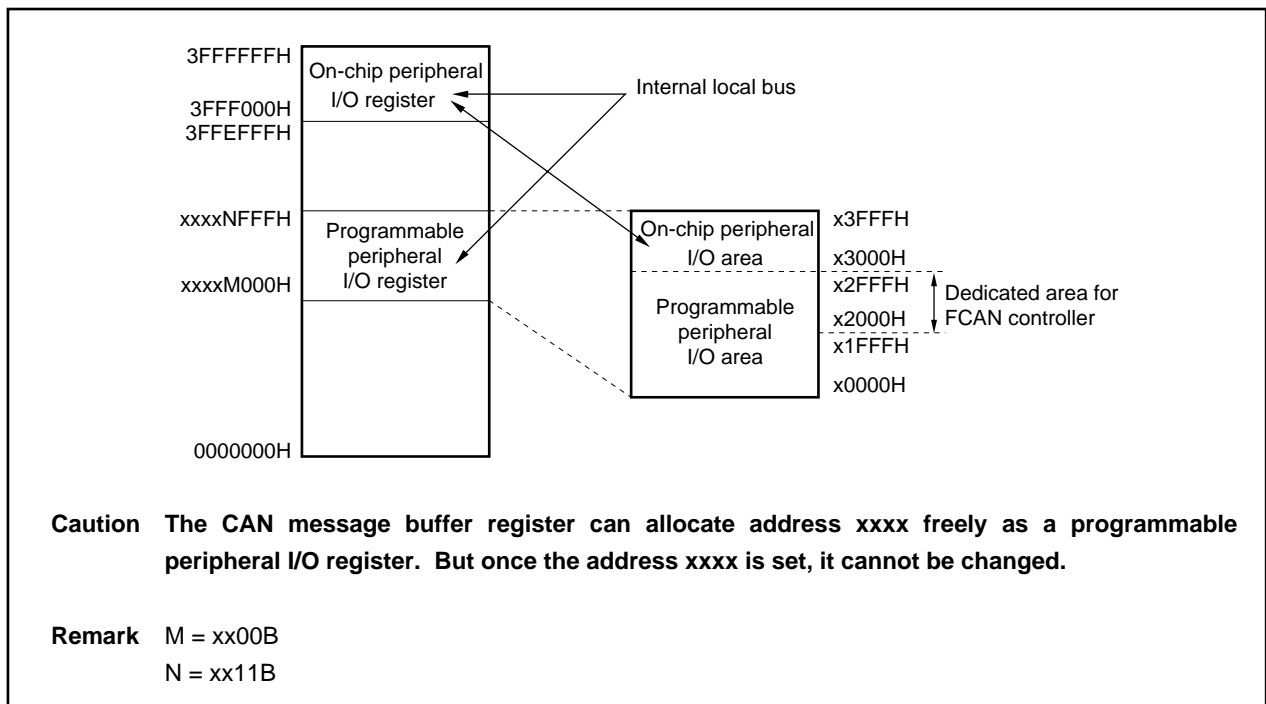 3FFFFFFH
On-chip peripheral
I/O register
3FFF000H
3FFEFFFH
Internal local bus
xxxxNFFFH
Programmable
peripheral
I/O register
xxxxM000H
On-chip peripheral
I/O area
x3FFFH
x3000H
x2FFFH
Dedicated area for
FCAN controller
Programmable
peripheral
I/O area
x2000H
x1FFFH
x0000H
0000000H
Caution The CAN message buffer register can allocate address xxxx freely as a programmable
peripheral I/O register. But once the address xxxx is set, it cannot be changed.
Remark M = xx00B
N = xx11B